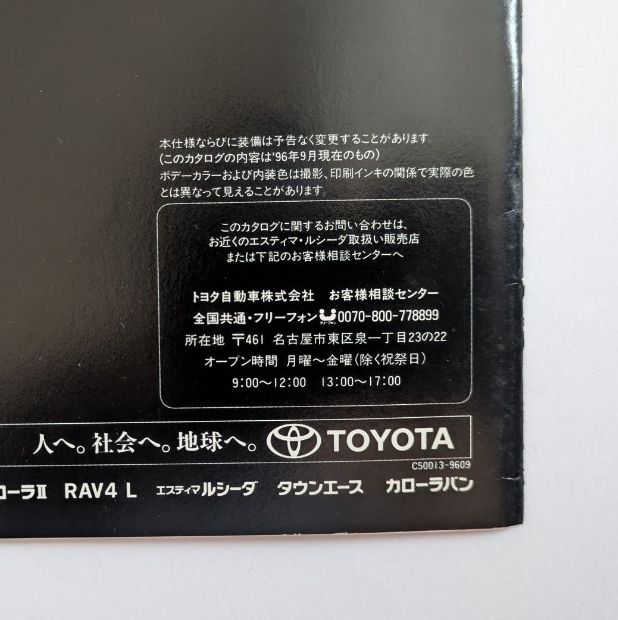 本仕様ならびに装備は予告なく変更することがあります。
(このカタログの内容は'96年9月現在のもの)
ボデーカラーおよび内装色は撮影、印刷インキの関係で実際の色
とは異なって見えることがあります。
このカタログに関するお問い合わせは、
お近くのエスティマ・ルシーダ取扱い販売店
または下記のお客様相談センターへ
トヨタ自動車株式会社 お客様相談センター
全国共通・フリーフォン 0070-800-778899
所在地 〒461 名古屋市東区泉一丁目23の22
オープン時間 月曜〜金曜(除く祝祭日)
9:00〜12:00 13:00〜17:00
人へ。社会へ。地球へ。 TOYOTA
C50013-9609
ローラII RAV4 L エスティマルシーダ タウンエース カローラバン